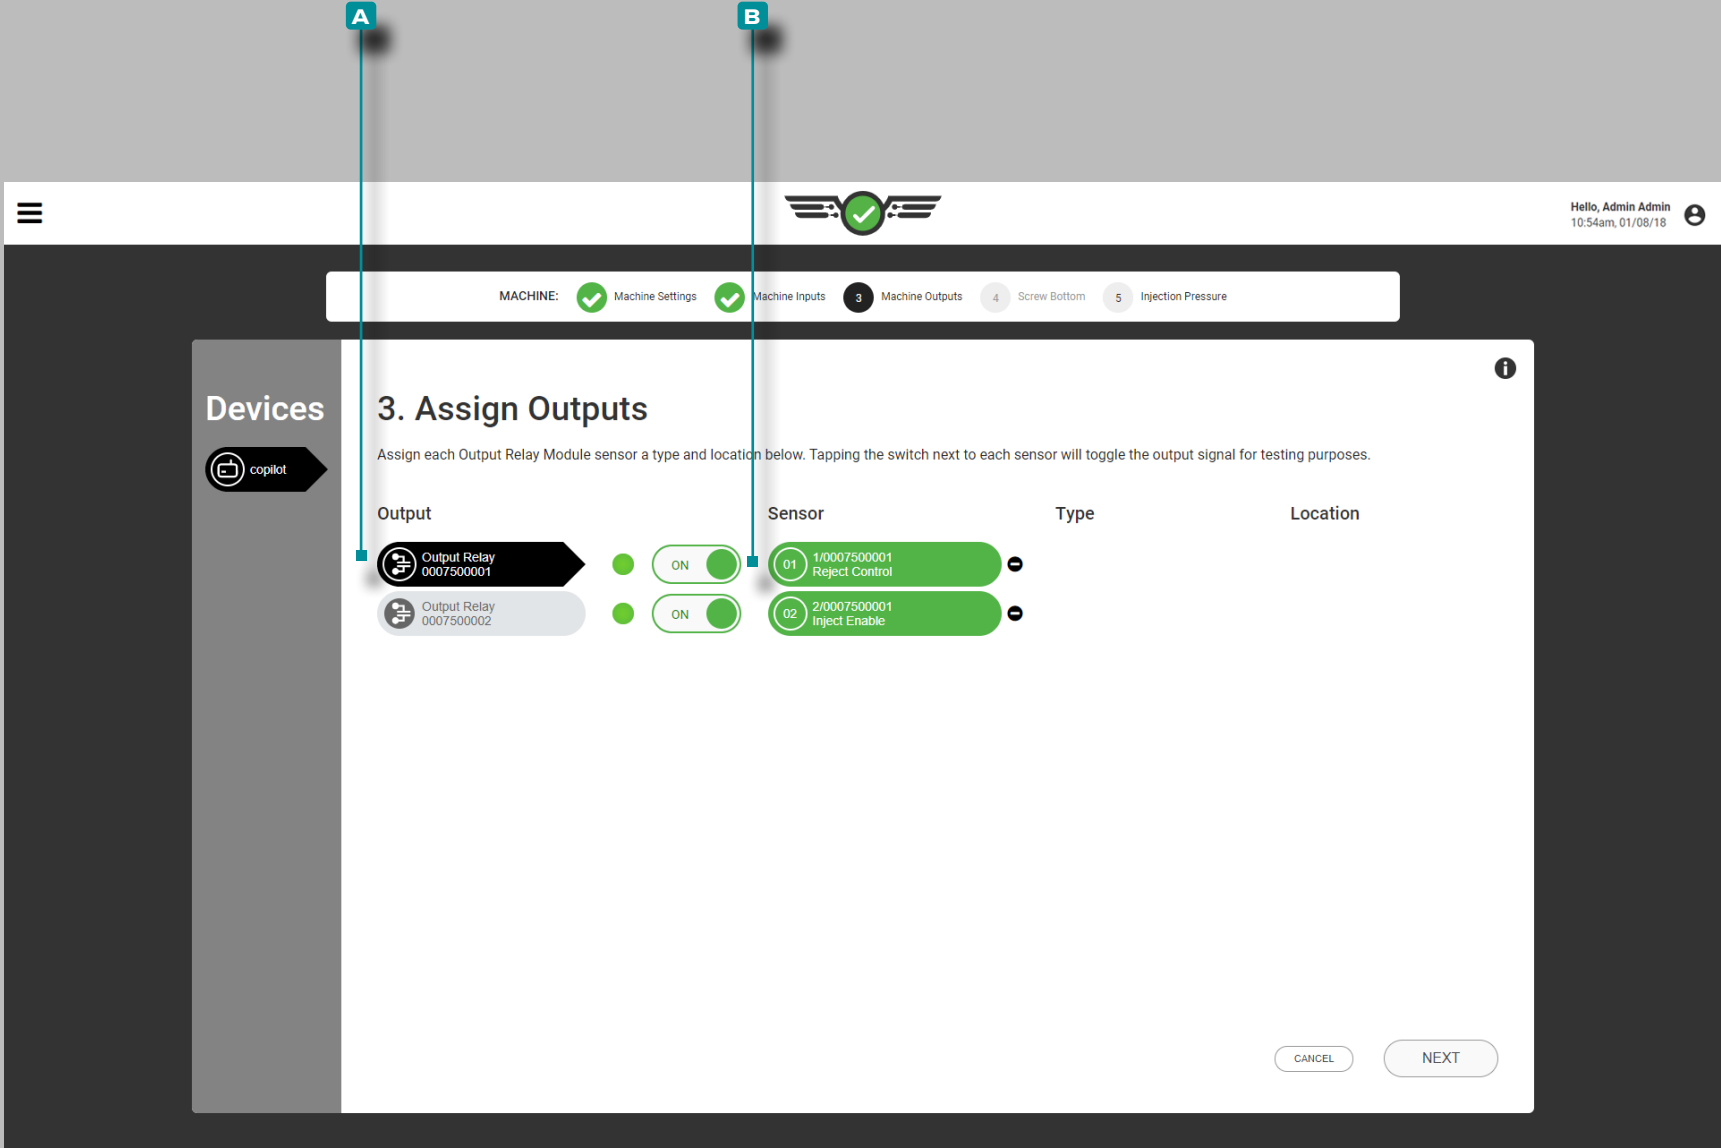 A
B
Hello, Admin Admin
10:54am, 01/08/18
MACHINE: Machine Settings Machine Inputs 3 Machine Outputs 4 Screw Bottom 5 Injection Pressure
Devices
copilot
3. Assign Outputs
Assign each Output Relay Module sensor a type and location below. Tapping the switch next to each sensor will toggle the output signal for testing purposes.
Output Sensor Type Location
Output Relay
0007500001
ON
01
1/0007500001
Reject Control
Output Relay
0007500002
ON
02
2/0007500001
Inject Enable
CANCEL NEXT